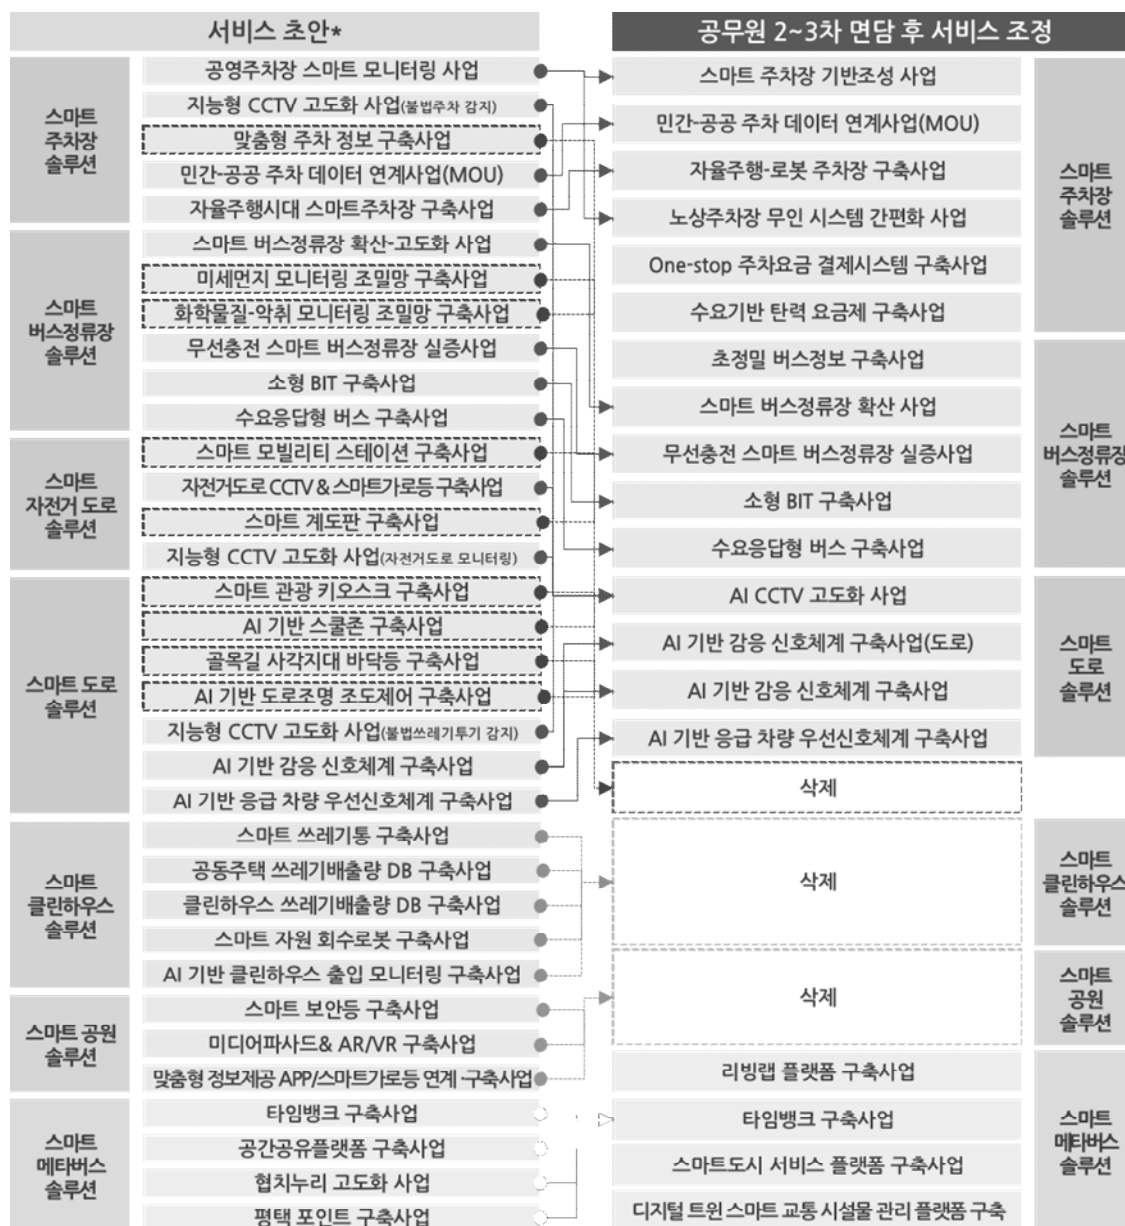 서비스 초안*
스마트
주차장
솔루션
공영주차장 스마트 모니터링 사업
지능형 CCTV 고도화 사업(불법주차 감지)
맞춤형 주차 정보 구축사업
민간-공공 주차 데이터 연계사업(MOU)
자율주행시대 스마트주차장 구축사업
스마트
버스정류장
솔루션
스마트 버스정류장 확산-고도화 사업
미세먼지 모니터링 조밀망 구축사업
화학물질-악취 모니터링 조밀망 구축사업
무선충전 스마트 버스정류장 실증사업
소형 BIT 구축사업
수요응답형 버스 구축사업
스마트
자전거 도로
솔루션
스마트 모빌리티 스테이션 구축사업
자전거도로 CCTV & 스마트가로등 구축사업
스마트 계도판 구축사업
지능형 CCTV 고도화 사업(자전거도로 모니터링)
스마트 도로
솔루션
스마트 관광 키오스크 구축사업
AI 기반 스쿨존 구축사업
골목길 사각지대 바닥등 구축사업
AI 기반 도로조명 조도제어 구축사업
지능형 CCTV 고도화 사업(불법쓰레기투기 감지)
AI 기반 감응 신호체계 구축사업
AI 기반 응급 차량 우선신호체계 구축사업
스마트
클린하우스
솔루션
스마트 쓰레기통 구축사업
공동주택 쓰레기배출량 DB 구축사업
클린하우스 쓰레기배출량 DB 구축사업
스마트 자원 회수로봇 구축사업
AI 기반 클린하우스 출입 모니터링 구축사업
스마트 공원
솔루션
스마트 보안등 구축사업
미디어파사드& AR/VR 구축사업
맞춤형 정보제공 APP/스마트가로등 연계 ·구축사업
스마트
메타버스
솔루션
타임뱅크 구축사업
공간공유플랫폼 구축사업
협치누리 고도화 사업
평택 포인트 구축사업
공무원 2~3차 면담 후 서비스 조정
스마트 주차장 기반조성 사업
민간-공공 주차 데이터 연계사업(MOU)
자율주행-로봇 주차장 구축사업
노상주차장 무인 시스템 간편화 사업
One-stop 주차요금 결제시스템 구축사업
수요기반 탄력 요금제 구축사업
스마트
주차장
솔루션
초정밀 버스정보 구축사업
스마트 버스정류장 확산 사업
무선충전 스마트 버스정류장 실증사업
소형 BIT 구축사업
수요응답형 버스 구축사업
스마트
버스정류장
솔루션
AI CCTV 고도화 사업
AI 기반 감응 신호체계 구축사업(도로)
AI 기반 감응 신호체계 구축사업
AI 기반 응급 차량 우선신호체계 구축사업
스마트
도로
솔루션
삭제
삭제
스마트
클린하우스
솔루션
삭제
스마트
공원
솔루션
리빙랩 플랫폼 구축사업
타임뱅크 구축사업
스마트도시 서비스 플랫폼 구축사업
디지털 트윈 스마트 교통 시설물 관리 플랫폼 구축
스마트
메타버스
솔루션